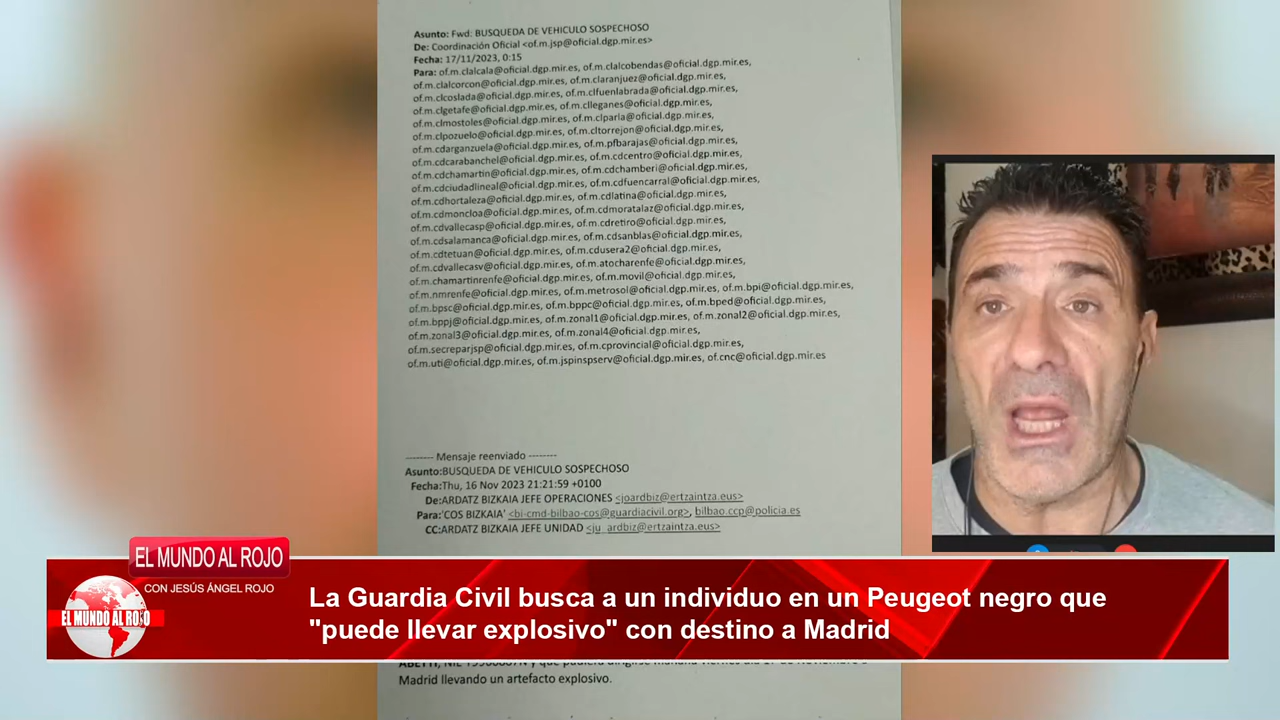 Asunto: Fwd: BUSQUEDA DE VEHICULO SOSPECHOSO
De: Coordinación Oficial <of.m.jsp@oficial.dgp.mir.es>
Fecha: 17/11/2023, 0:15
Para: of.m.clalcala@oficial.dgp.mir.es, of.m.clalcobendas@oficial.dgp.mir.es,
of.m.clalcorcon@oficial.dgp.mir.es, of.m.claranjuez@oficial.dgp.mir.es,
of.m.clcoslada@oficial.dgp.mir.es, of.m.clfuenlabrada@oficial.dgp.mir.es,
of.m.clgetafe@oficial.dgp.mir.es, of.m.clleganes@oficial.dgp.mir.es,
of.m.clmostoles@oficial.dgp.mir.es, of.m.clparla@oficial.dgp.mir.es,
of.m.clpozuelo@oficial.dgp.mir.es, of.m.cltorrejon@oficial.dgp.mir.es,
of.m.cdarganzuela@oficial.dgp.mir.es, of.m.pfbarajas@oficial.dgp.mir.es,
of.m.cdcarabanchel@oficial.dgp.mir.es, of.m.cdcentro@oficial.dgp.mir.es,
of.m.cdchamartin@oficial.dgp.mir.es, of.m.cdchamberi@oficial.dgp.mir.es,
of.m.cdciudadlineal@oficial.dgp.mir.es, of.m.cdfuencarral@oficial.dgp.mir.es,
of.m.cdhortaleza@oficial.dgp.mir.es, of.m.cdlatina@oficial.dgp.mir.es,
of.m.cdmoncloa@oficial.dgp.mir.es, of.m.cdmoratalaz@oficial.dgp.mir.es,
of.m.cdvallecasp@oficial.dgp.mir.es, of.m.cdretiro@oficial.dgp.mir.es,
of.m.cdsalamanca@oficial.dgp.mir.es, of.m.cdsanblas@oficial.dgp.mir.es,
of.m.cdtetuan@oficial.dgp.mir.es, of.m.cdusera2@oficial.dgp.mir.es,
of.m.cdvallecasv@oficial.dgp.mir.es, of.m.atocharenfe@oficial.dgp.mir.es,
of.m.chamartinrenfe@oficial.dgp.mir.es, of.m.movil@oficial.dgp.mir.es,
of.m.nmrenfe@oficial.dgp.mir.es, of.m.metrosol@oficial.dgp.mir.es, of.m.bpi@oficial.dgp.mir.es,
of.m.bpsc@oficial.dgp.mir.es, of.m.bppc@oficial.dgp.mir.es, of.m.bped@oficial.dgp.mir.es,
of.m.bppj@oficial.dgp.mir.es, of.m.zonal1@oficial.dgp.mir.es, of.m.zonal2@oficial.dgp.mir.es,
of.m.zonal3@oficial.dgp.mir.es, of.m.zonal4@oficial.dgp.mir.es,
of.m.secreparjsp@oficial.dgp.mir.es, of.m.cprovincial@oficial.dgp.mir.es,
of.m.uti@oficial.dgp.mir.es, of.m.jspinspserv@oficial.dgp.mir.es, of.cnc@oficial.dgp.mir.es
-------- Mensaje reenviado --------
Asunto:BUSQUEDA DE VEHICULO SOSPECHOSO
Fecha:Thu, 16 Nov 2023 21:21:59 +0100
De:ARDATZ BIZKAIA JEFE OPERACIONES <joardbiz@ertzaintza.eus>
Para:'COS BIZKAIA' <bi-cmd-bilbao-cos@guardiacivil.org>, bilbao.ccp@policia.es
CC:ARDATZ BIZKAIA JEFE UNIDAD <ju_ardbiz@ertzaintza.eus>
EL MUNDO AL ROJO
CON JESÚS ÁNGEL ROJO
EL MUNDO AL ROJO
La Guardia Civil busca a un individuo en un Peugeot negro que
"puede llevar explosivo" con destino a Madrid
Madrid llevando un artefacto explosivo.